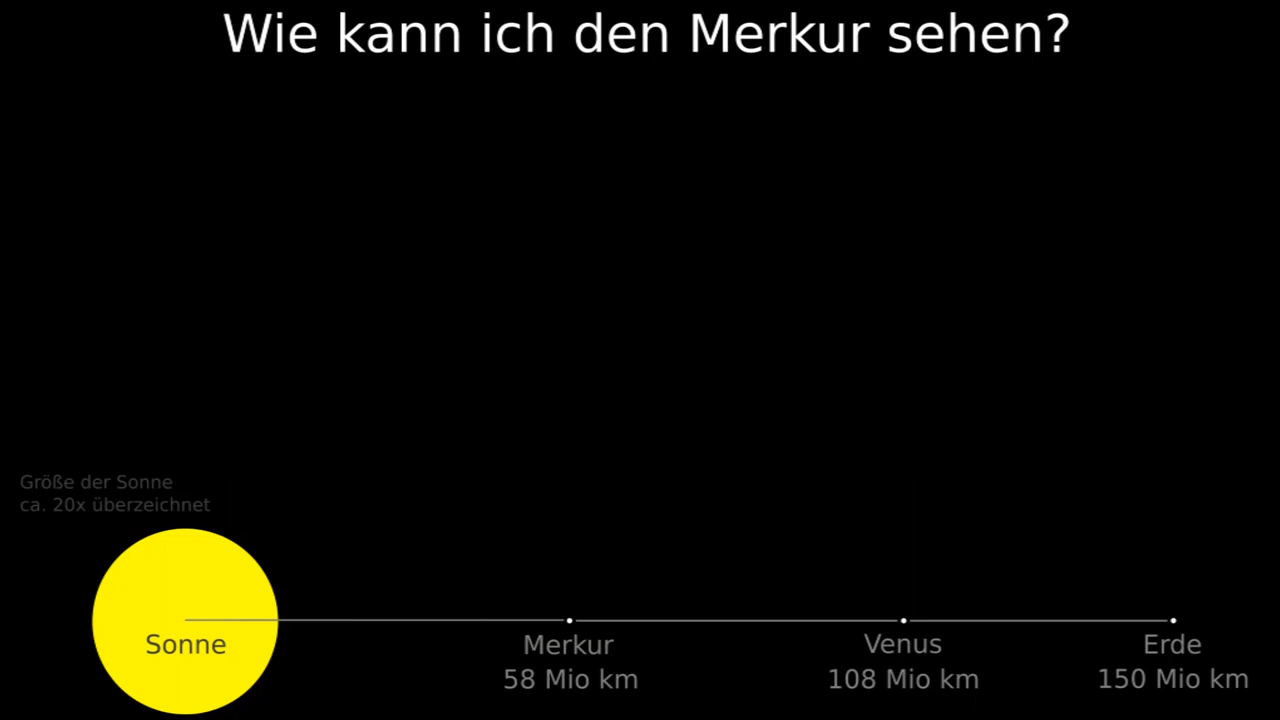 Wie kann ich den Merkur sehen?
Größe der Sonne
ca. 20x überzeichnet
Sonne
Merkur
58 Mio km
Venus
108 Mio km
Erde
150 Mio km